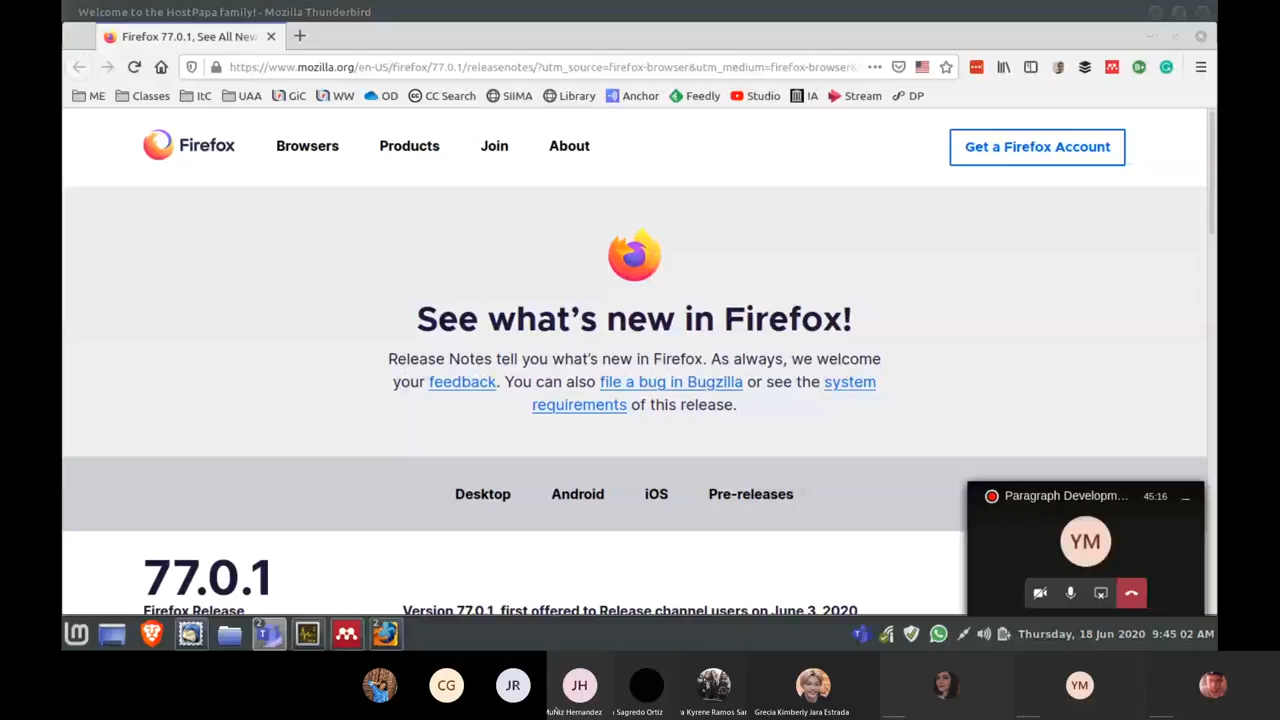 Welcome to the HostPapa family! - Mozilla Thunderbird
Firefox 77.0.1, See All New
https://www.mozilla.org/en-US/firefox/77.0.1/releasenotes/?utm_source=firefox-browser&utm_medium=firefox-browser&
ME Classes ItC UAA GiC WW OD CC Search SIIMA Library Anchor Feedly Studio IA Stream DP
Firefox Browsers Products Join About Get a Firefox Account
See what's new in Firefox!
Release Notes tell you what's new in Firefox. As always, we welcome
your feedback. You can also file a bug in Bugzilla or see the system
requirements of this release.
Desktop Android iOS Pre-releases
Paragraph Developm... 45:16
YM
77.0.1
Firefox Release
Version 77.0.1, first offered to Release channel users on June 3, 2020
Thursday, 18 Jun 2020 9:45 02 AM
CG JR JH YM
Muñiz Hernandez Sagredo Ortiz a Kyrene Ramos Sar Grecia Kimberly Jara Estrada